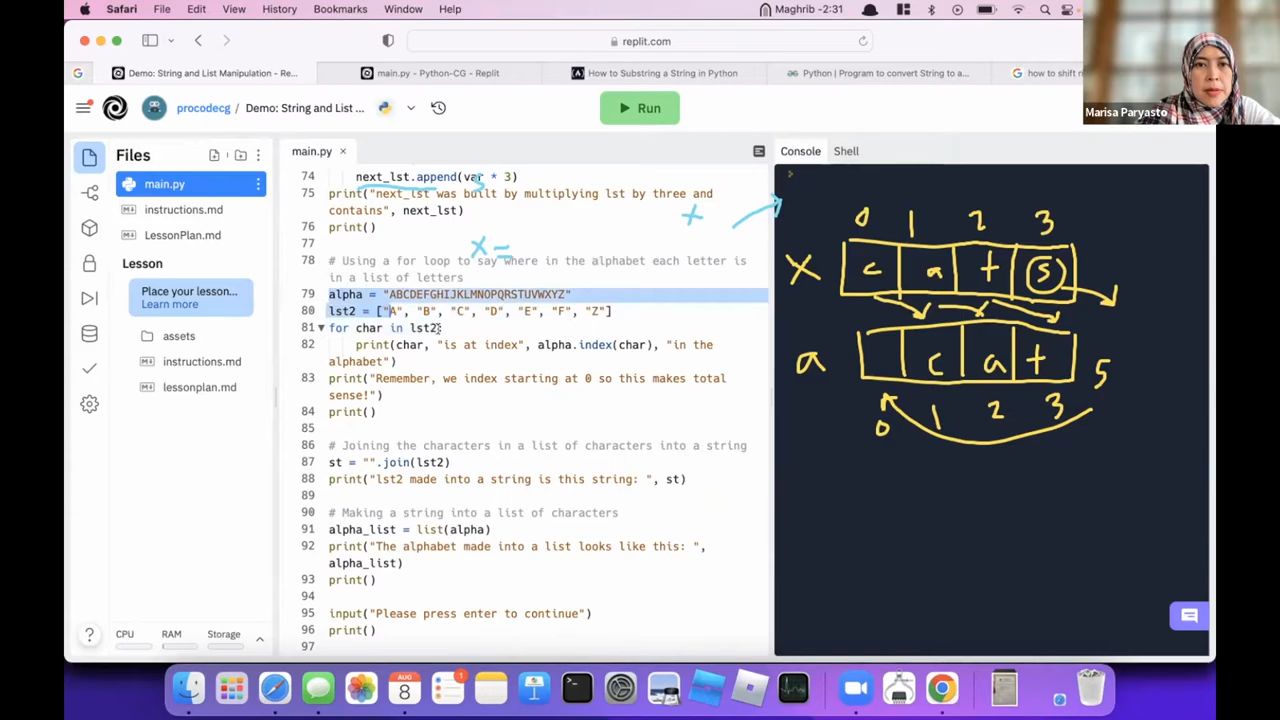 Safari File Edit View History Bookmarks Window Help Maghrib -2:31
replit.com
Demo: String and List Manipulation - Re... main.py - Python-CG - Replit How to Substring a String in Python Python | Program to convert String to a... how to shift ri
procodecg / Demo: String and List ... Run
Marisa Paryasto
Files main.py Console Shell
main.py
instructions.md
LessonPlan.md
Lesson
Place your lesson...
Learn more
assets
instructions.md
lessonplan.md
CPU RAM Storage
74 next_lst.append(var * 3)
75 print("next_lst was built by multiplying lst by three and
contains", next_lst)
76 print()
77
78 # Using a for loop to say where in the alphabet each letter is
in a list of letters
79 alpha = "ABCDEFGHIJKLMNOPQRSTUVWXYZ"
80 lst2 = ["A", "B", "C", "D", "E", "F", "Z"]
81 for char in lst2:
82 print(char, "is at index", alpha.index(char), "in the
alphabet")
83 print("Remember, we index starting at 0 so this makes total
sense!")
84 print()
85
86 # Joining the characters in a list of characters into a string
87 st = "".join(lst2)
88 print("lst2 made into a string is this string: ", st)
89
90 # Making a string into a list of characters
91 alpha_list = list(alpha)
92 print("The alphabet made into a list looks like this: ",
alpha_list)
93 print()
94
95 input("Please press enter to continue")
96 print()
97
x =
+
0 1 2 3
x c a t s
a c a t s
0 1 2 3
AUG
8
1